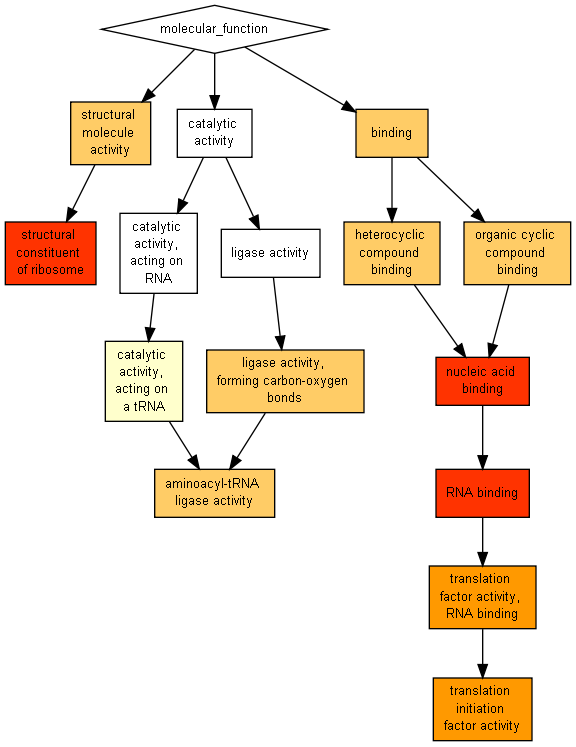 molecular_function
structural
molecule
activity
catalytic
activity
binding
structural
constituent
of ribosome
catalytic
activity,
acting on
RNA
ligase activity
heterocyclic
compound
binding
organic cyclic
compound
binding
catalytic
activity,
acting on
a tRNA
ligase activity,
forming carbon-oxygen
bonds
nucleic acid
binding
aminoacyl-tRNA
ligase activity
RNA binding
translation
factor activity,
RNA binding
translation
initiation
factor activity